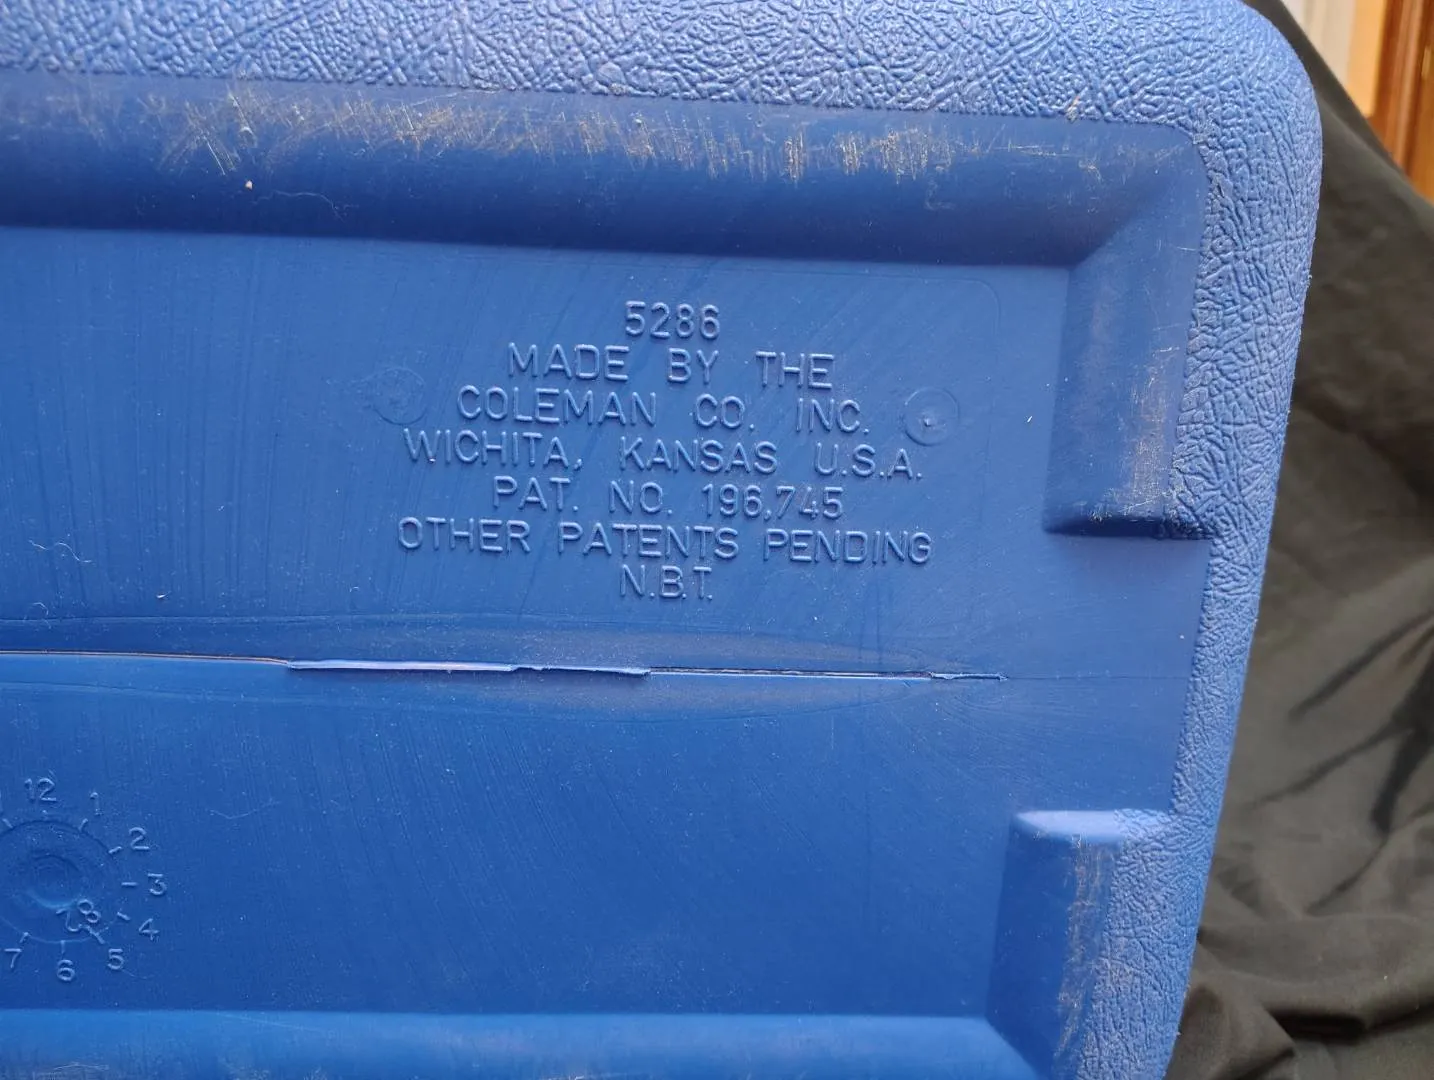 5286
MADE BY THE
COLEMAN CO. INC.
WICHITA, KANSAS U.S.A.
PAT. NO. 196,745
OTHER PATENTS PENDING
N.B.T.
12
1
2
3
4
5
6
7